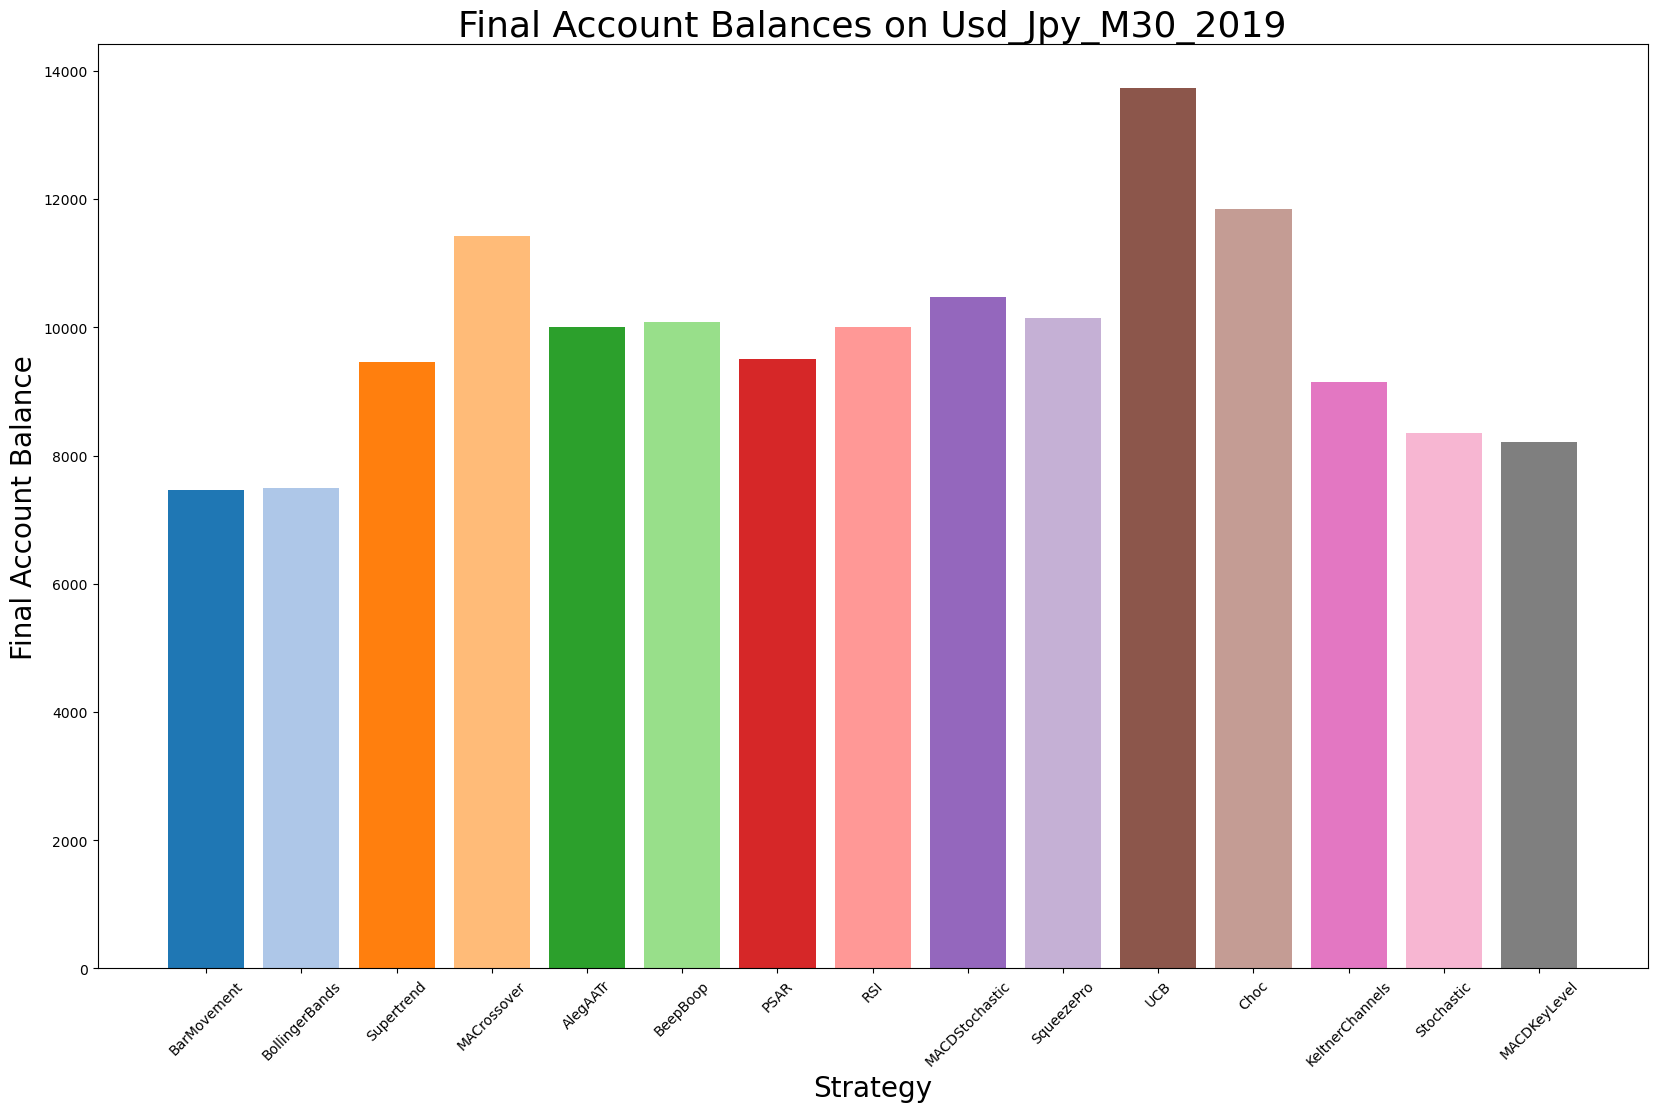 Final Account Balances on Usd_Jpy_M30_2019
Final Account Balance
14000
12000
10000
8000
6000
4000
2000
0
BarMovement
BollingerBands
Supertrend
MACrossover
AlegAATr
BeepBoop
PSAR
RSI
MACDStochastic
SqueezePro
UCB
Choc
KeltnerChannels
Stochastic
MACDKeyLevel
Strategy